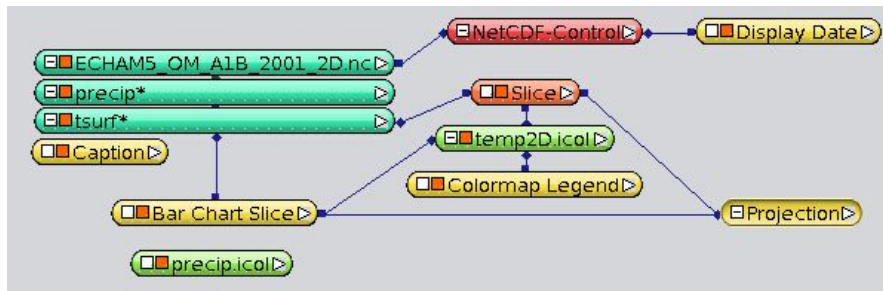 NetCDF-Control
Display Date
ECHAM5_OM_A1B_2001_2D.nc
precip*
Slice
tsurf*
temp2D.icol
Caption
Colormap Legend
Bar Chart Slice
Projection
precip.icol